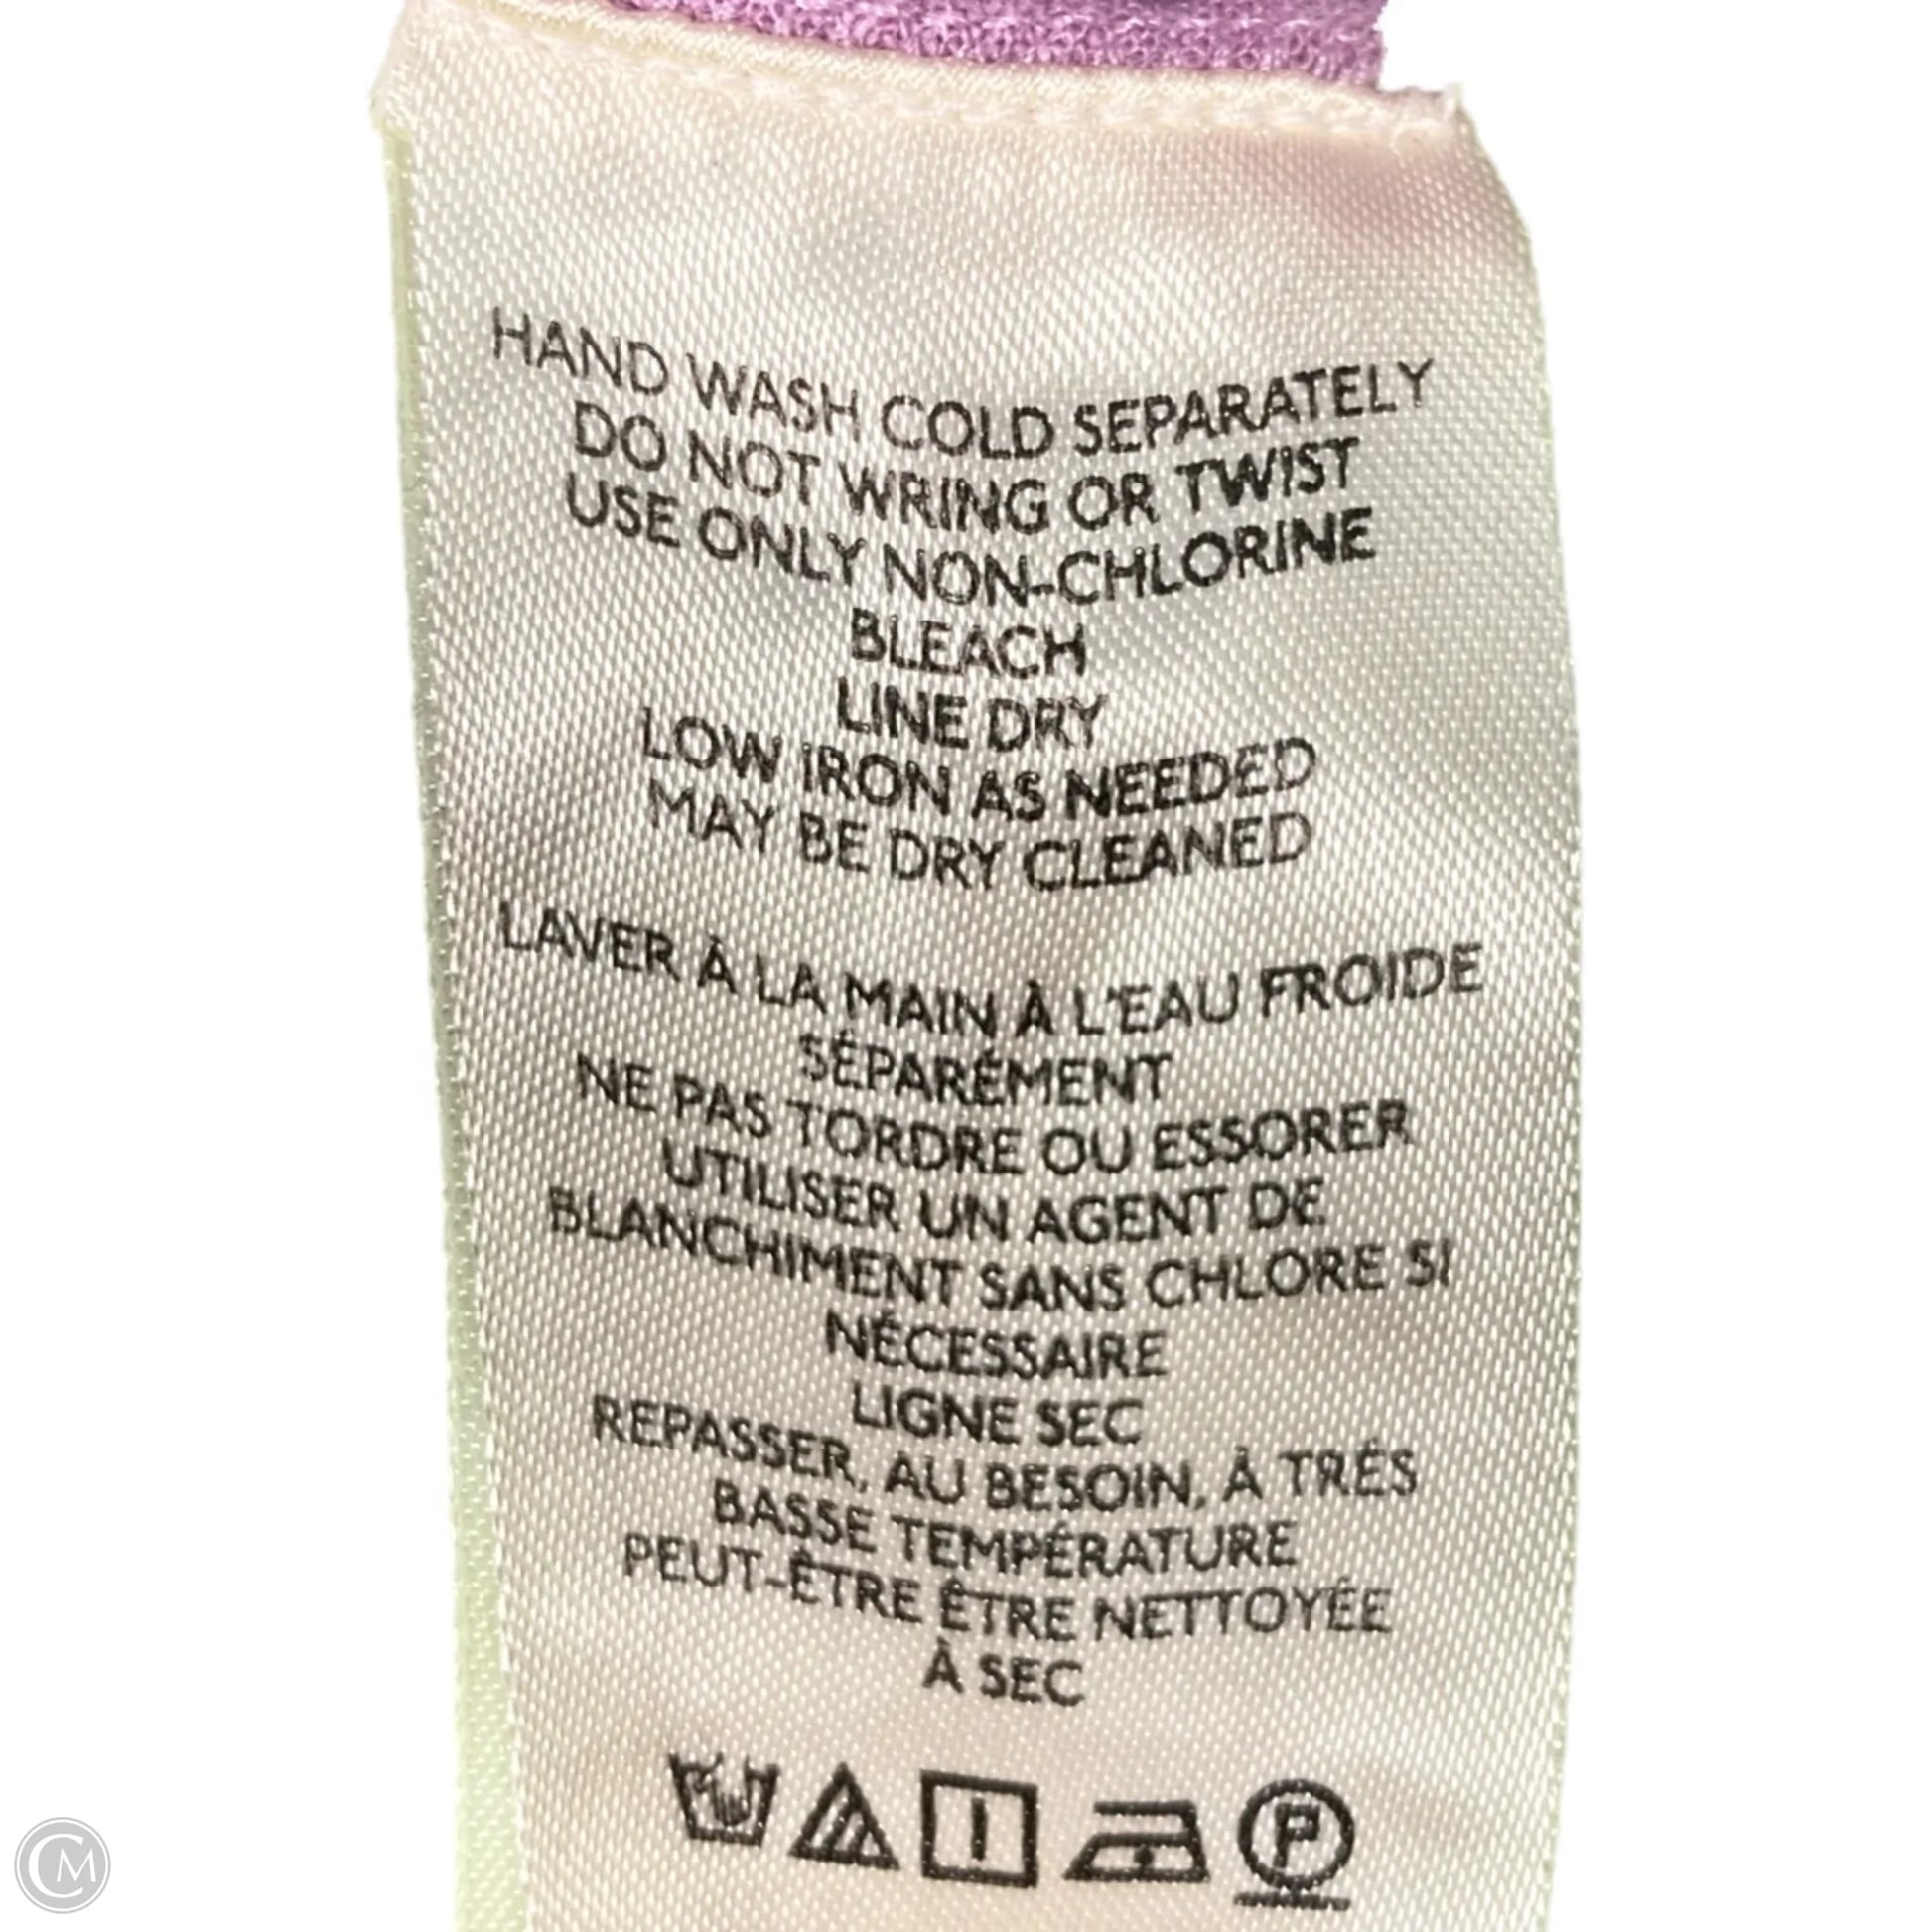 HAND WASH COLD SEPARATELY
DO NOT WRING OR TWIST
USE ONLY NON-CHLORINE
BLEACH
LINE DRY
LOW IRON AS NEEDED
MAY BE DRY CLEANED
LAVER À LA MAIN À L'EAU FROIDE
SÉPARÉMENT
NE PAS TORDRE OU ESSORER
UTILISER UN AGENT DE
BLANCHIMENT SANS CHLORE SI
NÉCESSAIRE
LIGNE SEC
REPASSER, AU BESOIN, À TRÉS
BASSE TEMPÉRATURE
PEUT-ÊTRE ÊTRE NETTOYÉE
À SEC
P
CM